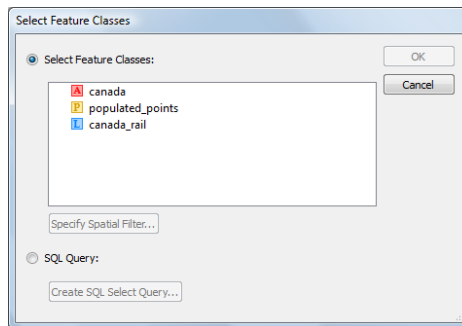 Select Feature Classes
Select Feature Classes:
OK
Cancel
A canada
P populated_points
L canada_rail
Specify Spatial Filter...
SQL Query:
Create SQL Select Query...